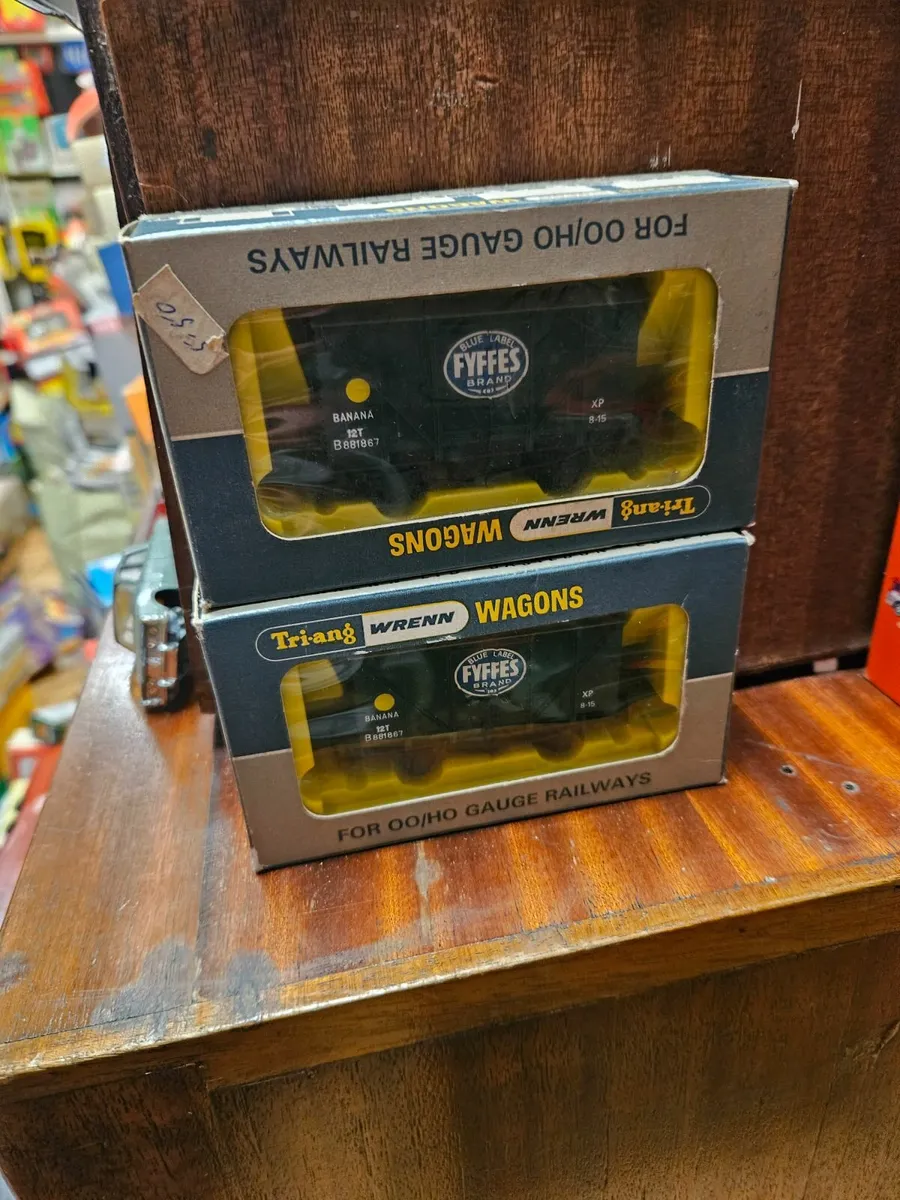 FOR OO/HO GAUGE RAILWAYS
BLUE LABEL
FYFFES
BRAND
BANANA
12T
B881867
XP
8-15
Tri-ang WRENN WAGONS
Tri-ang WRENN WAGONS
BLUE LABEL
FYFFES
BRAND
BANANA
12T
B881867
XP
8-15
FOR OO/HO GAUGE RAILWAYS